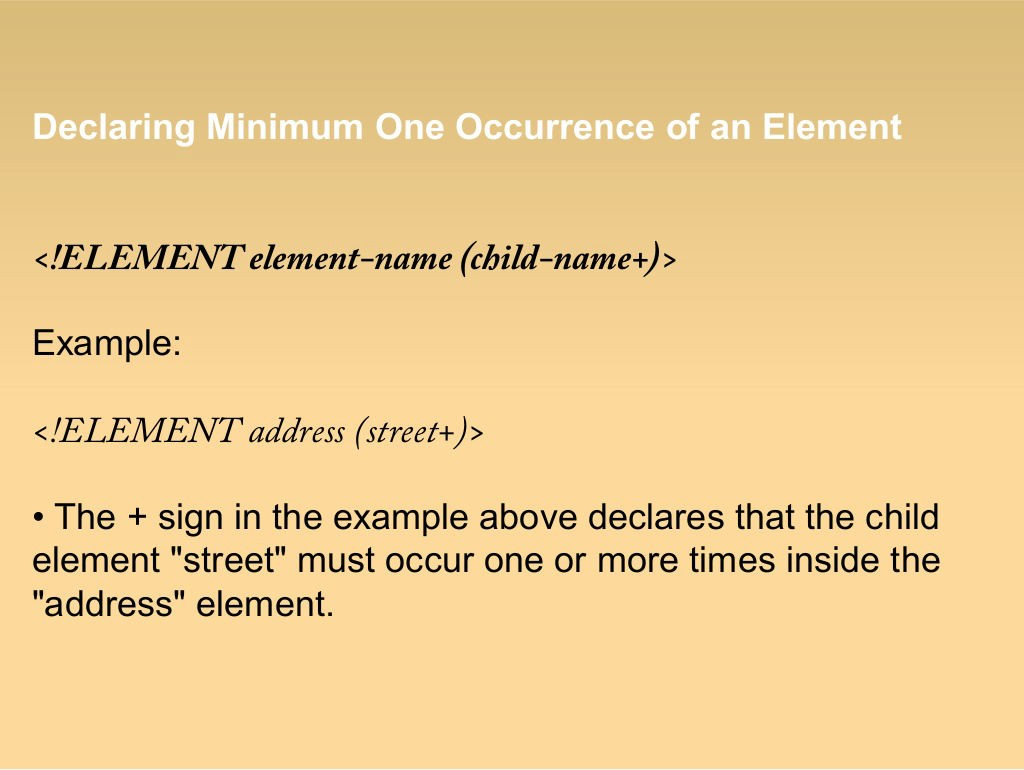 Declaring Minimum One Occurrence of an Element
<!ELEMENT element-name (child-name+)>
Example:
<!ELEMENT address (street+)>
• The + sign in the example above declares that the child
element "street" must occur one or more times inside the
"address" element.